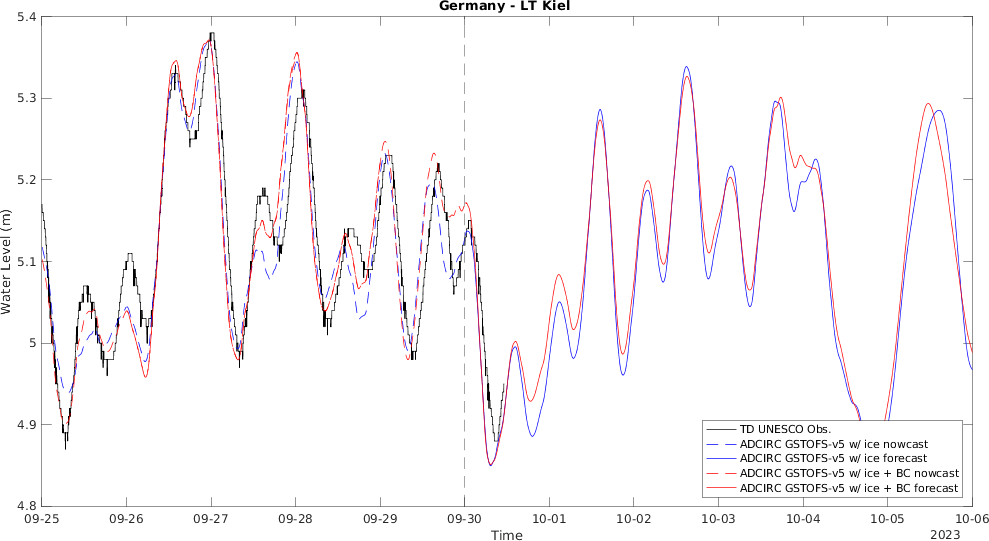 Germany - LT Kiel
Water Level (m)
5.4
5.3
5.2
5.1
5
4.9
4.8
TD UNESCO Obs.
ADCIRC GSTOFS-v5 w/ ice nowcast
ADCIRC GSTOFS-v5 w/ ice forecast
ADCIRC GSTOFS-v5 w/ ice + BC nowcast
ADCIRC GSTOFS-v5 w/ ice + BC forecast
09-25 09-26 09-27 09-28 09-29 09-30 10-01 10-02 10-03 10-04 10-05 10-06
Time
2023